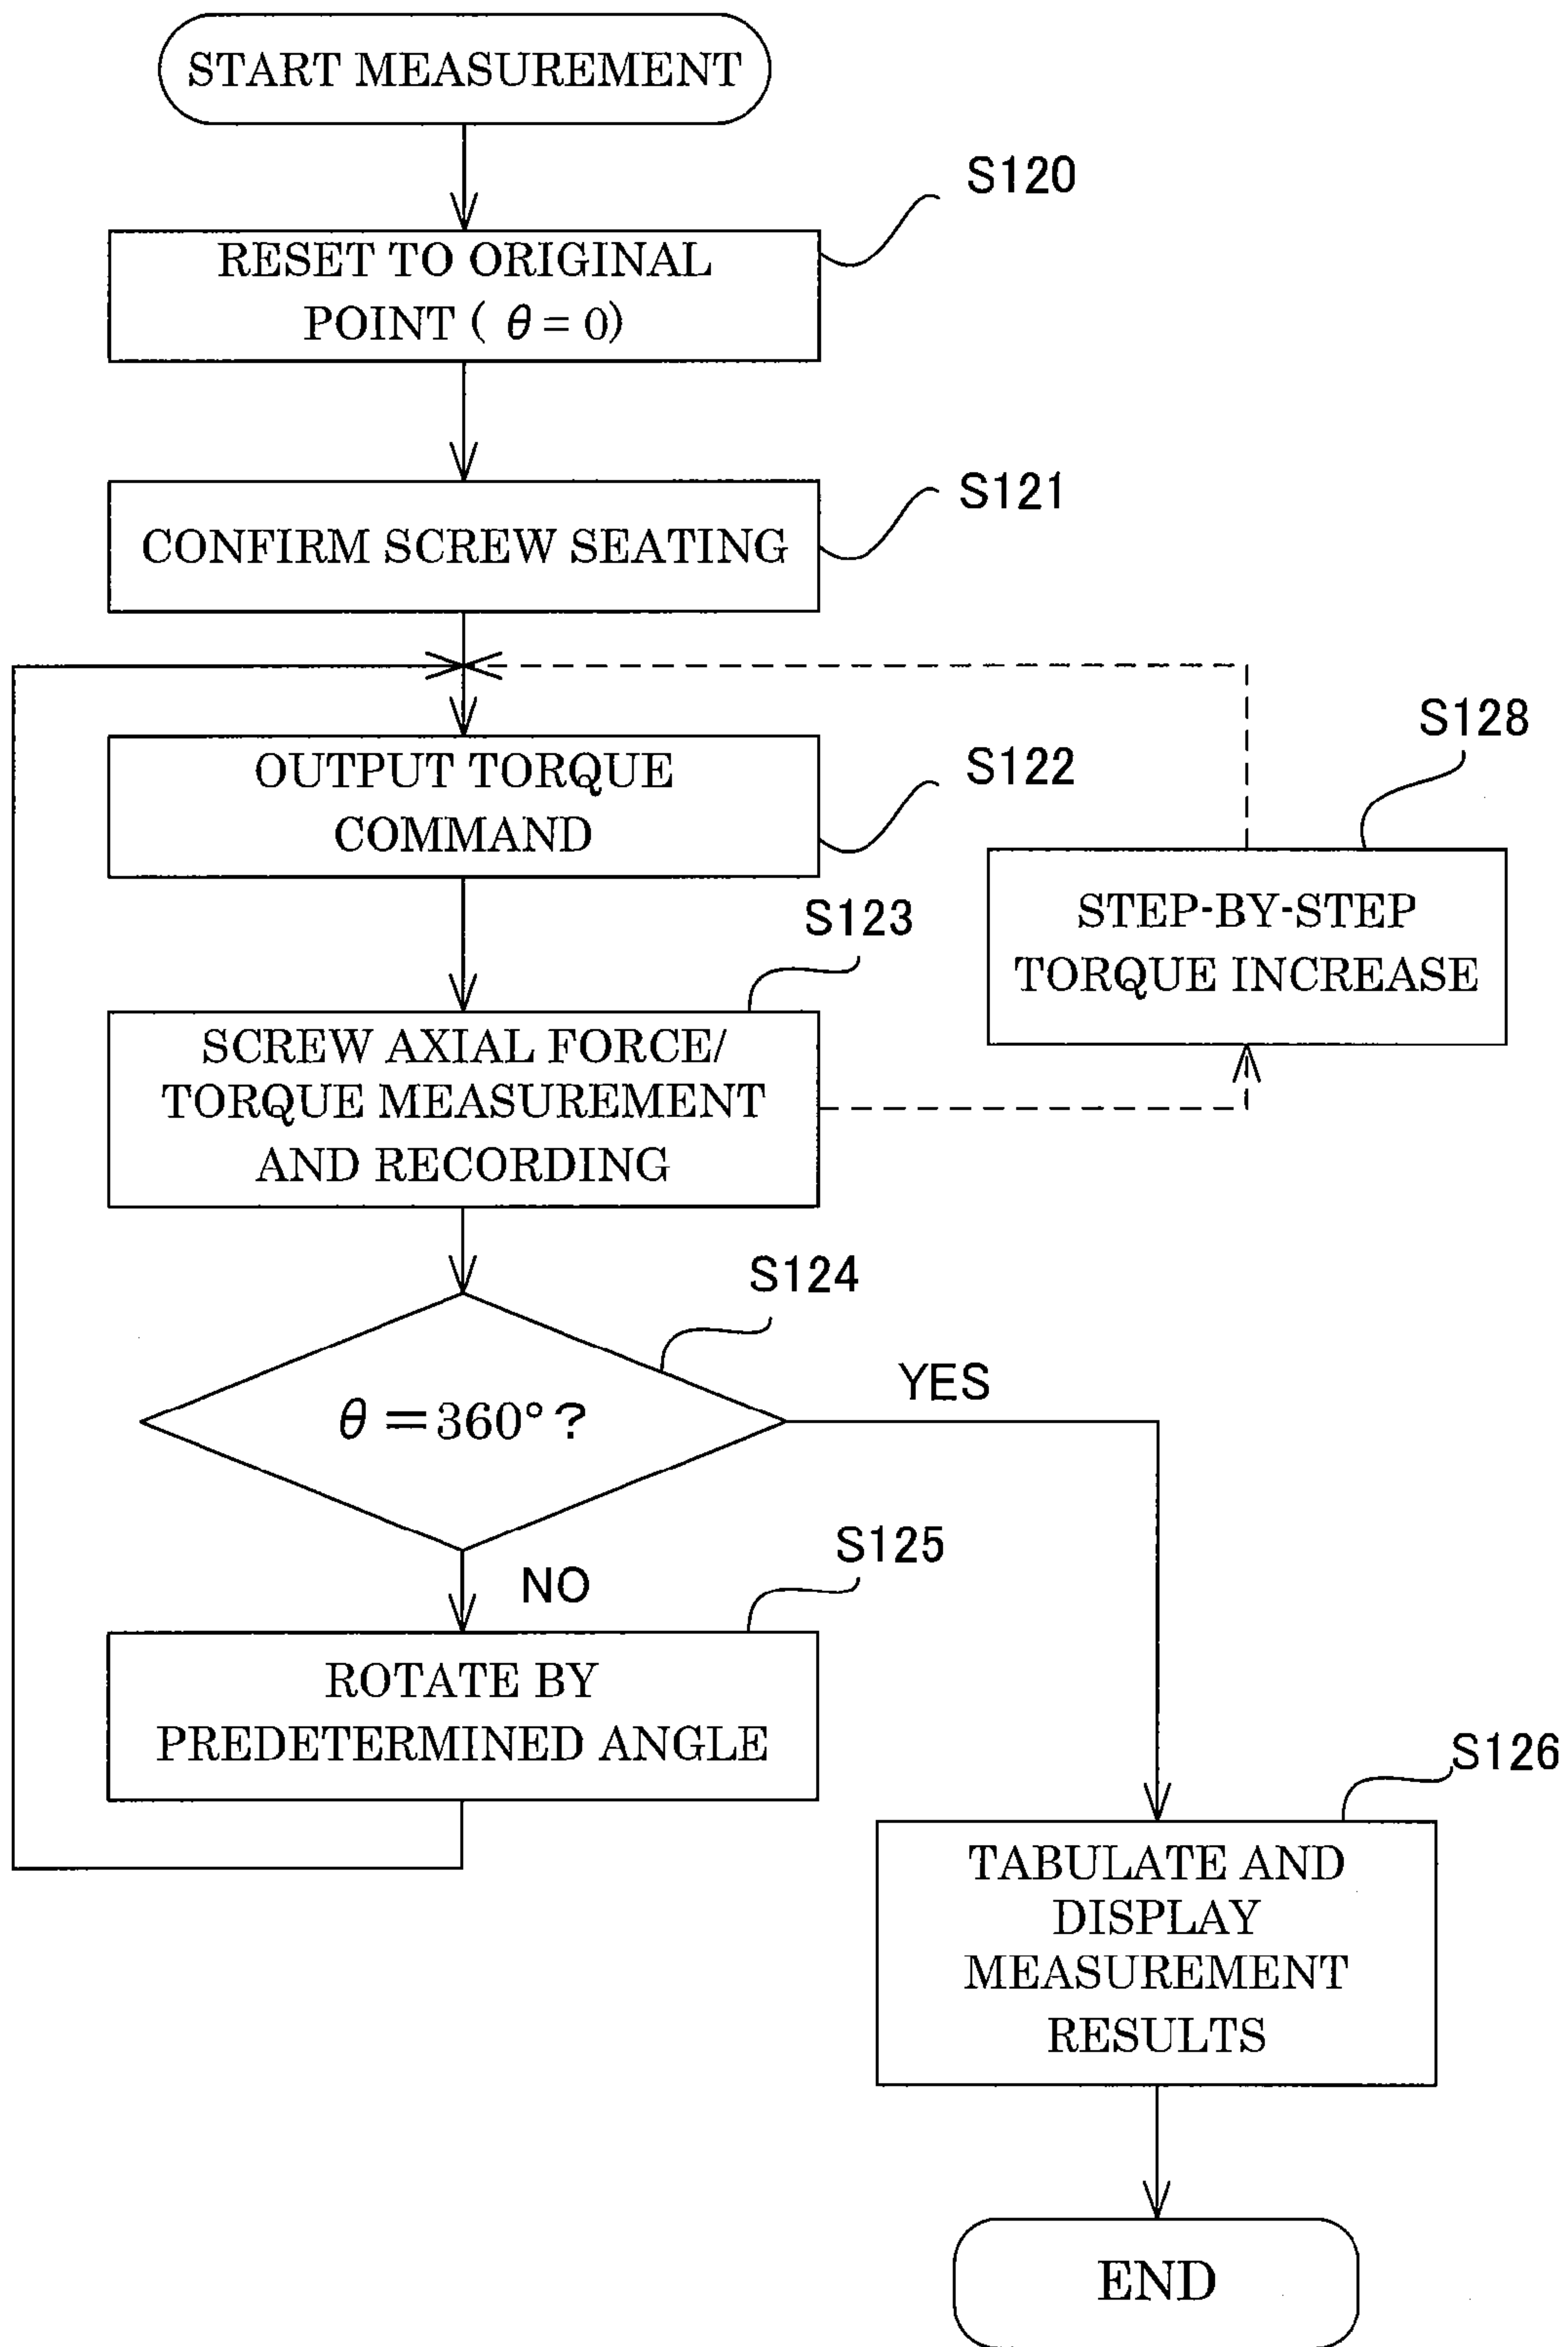 START MEASUREMENT
S120
RESET TO ORIGINAL
POINT ( θ = 0)
S121
CONFIRM SCREW SEATING
S122
OUTPUT TORQUE
COMMAND
S128
STEP-BY-STEP
TORQUE INCREASE
S123
SCREW AXIAL FORCE/
TORQUE MEASUREMENT
AND RECORDING
S124
θ =360° ?
YES
NO
S125
ROTATE BY
PREDETERMINED ANGLE
S126
TABULATE AND
DISPLAY
MEASUREMENT
RESULTS
END